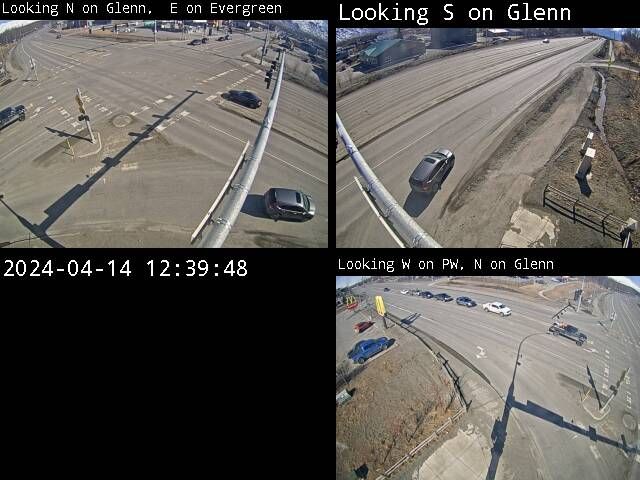 Looking N on Glenn,  E on Evergreen
Looking S on Glenn
2024-04-14 12:39:48
Looking W on PW, N on Glenn